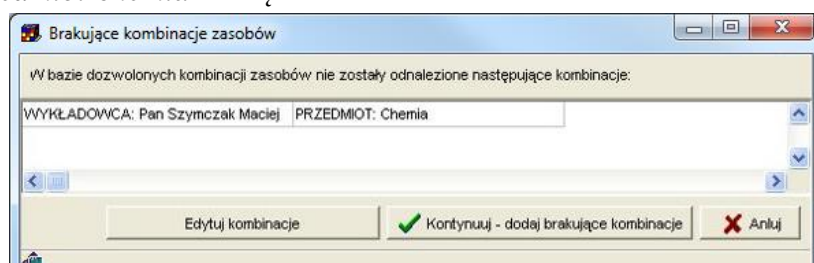 Brakujące kombinacje zasobów
W bazie dozwolonych kombinacji zasobów nie zostały odnalezione następujące kombinacje:
WYKŁADOWCA: Pan Szymczak Maciej PRZEDMIOT: Chemia
Edytuj kombinacje Kontynuuj - dodaj brakujące kombinacje Anluj